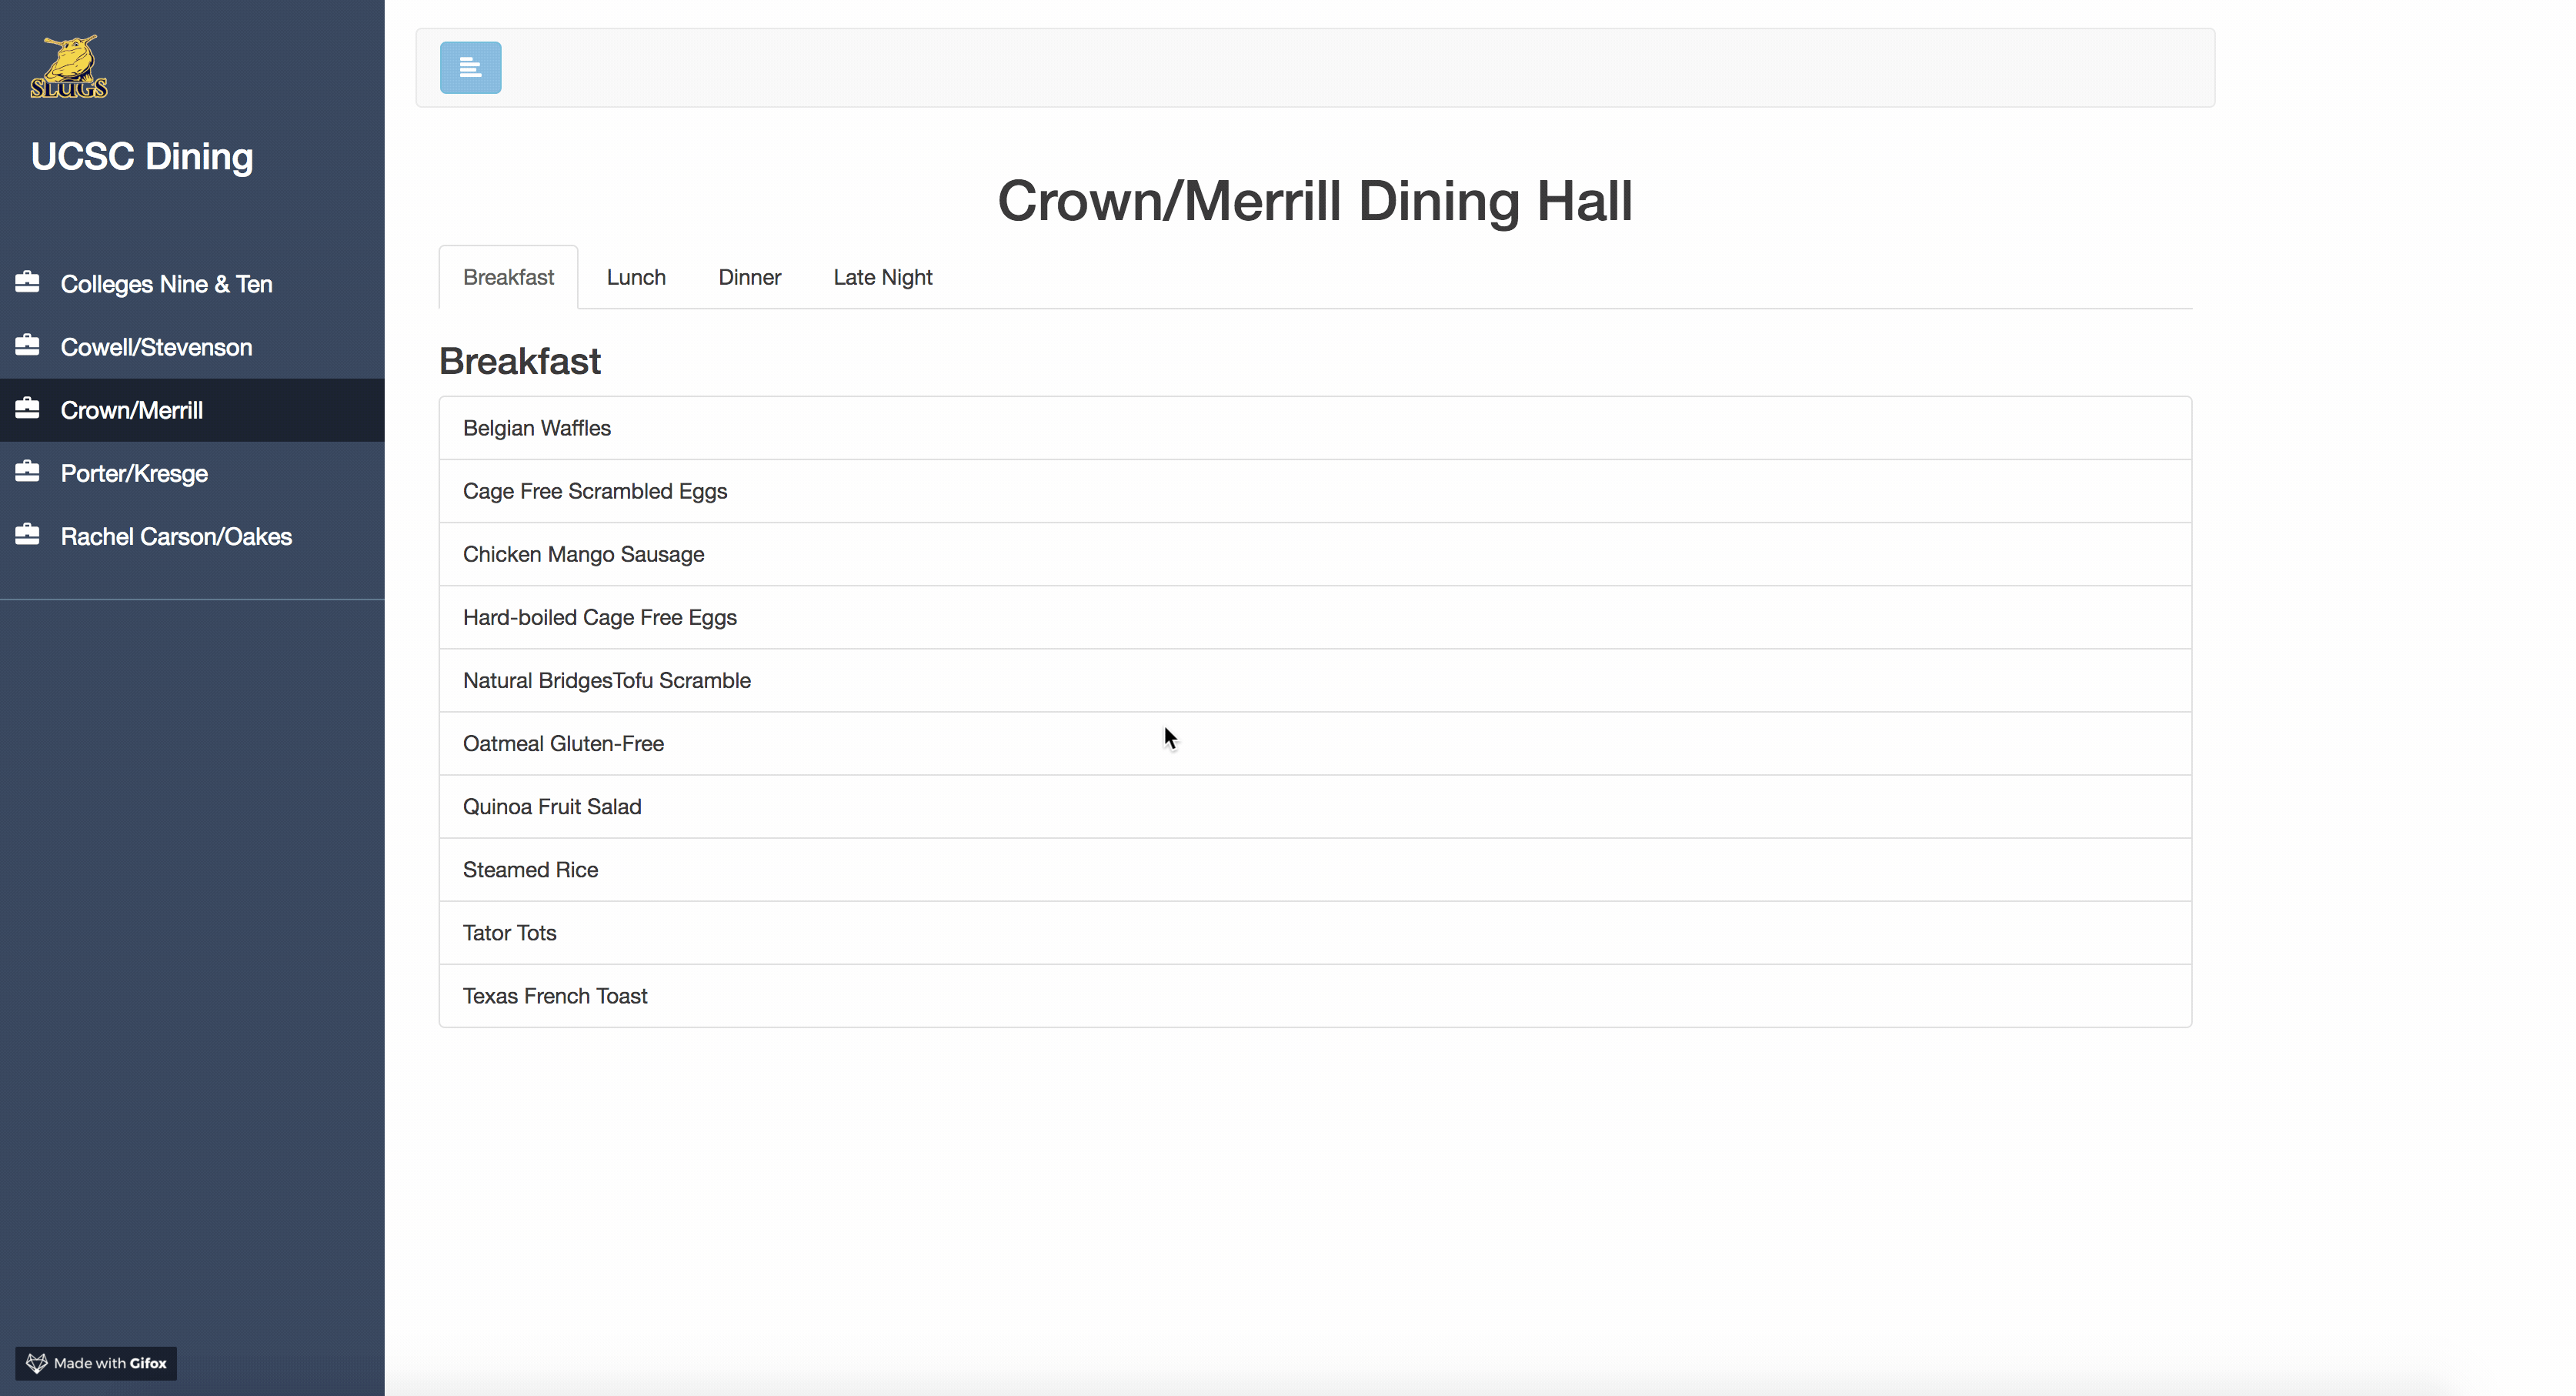 SLUGS
UCSC Dining
Colleges Nine & Ten
Cowell/Stevenson
Crown/Merrill
Porter/Kresge
Rachel Carson/Oakes
Made with Gifox
Crown/Merrill Dining Hall
Breakfast Lunch Dinner Late Night
Breakfast
Belgian Waffles
Cage Free Scrambled Eggs
Chicken Mango Sausage
Hard-boiled Cage Free Eggs
Natural BridgesTofu Scramble
Oatmeal Gluten-Free
Quinoa Fruit Salad
Steamed Rice
Tator Tots
Texas French Toast